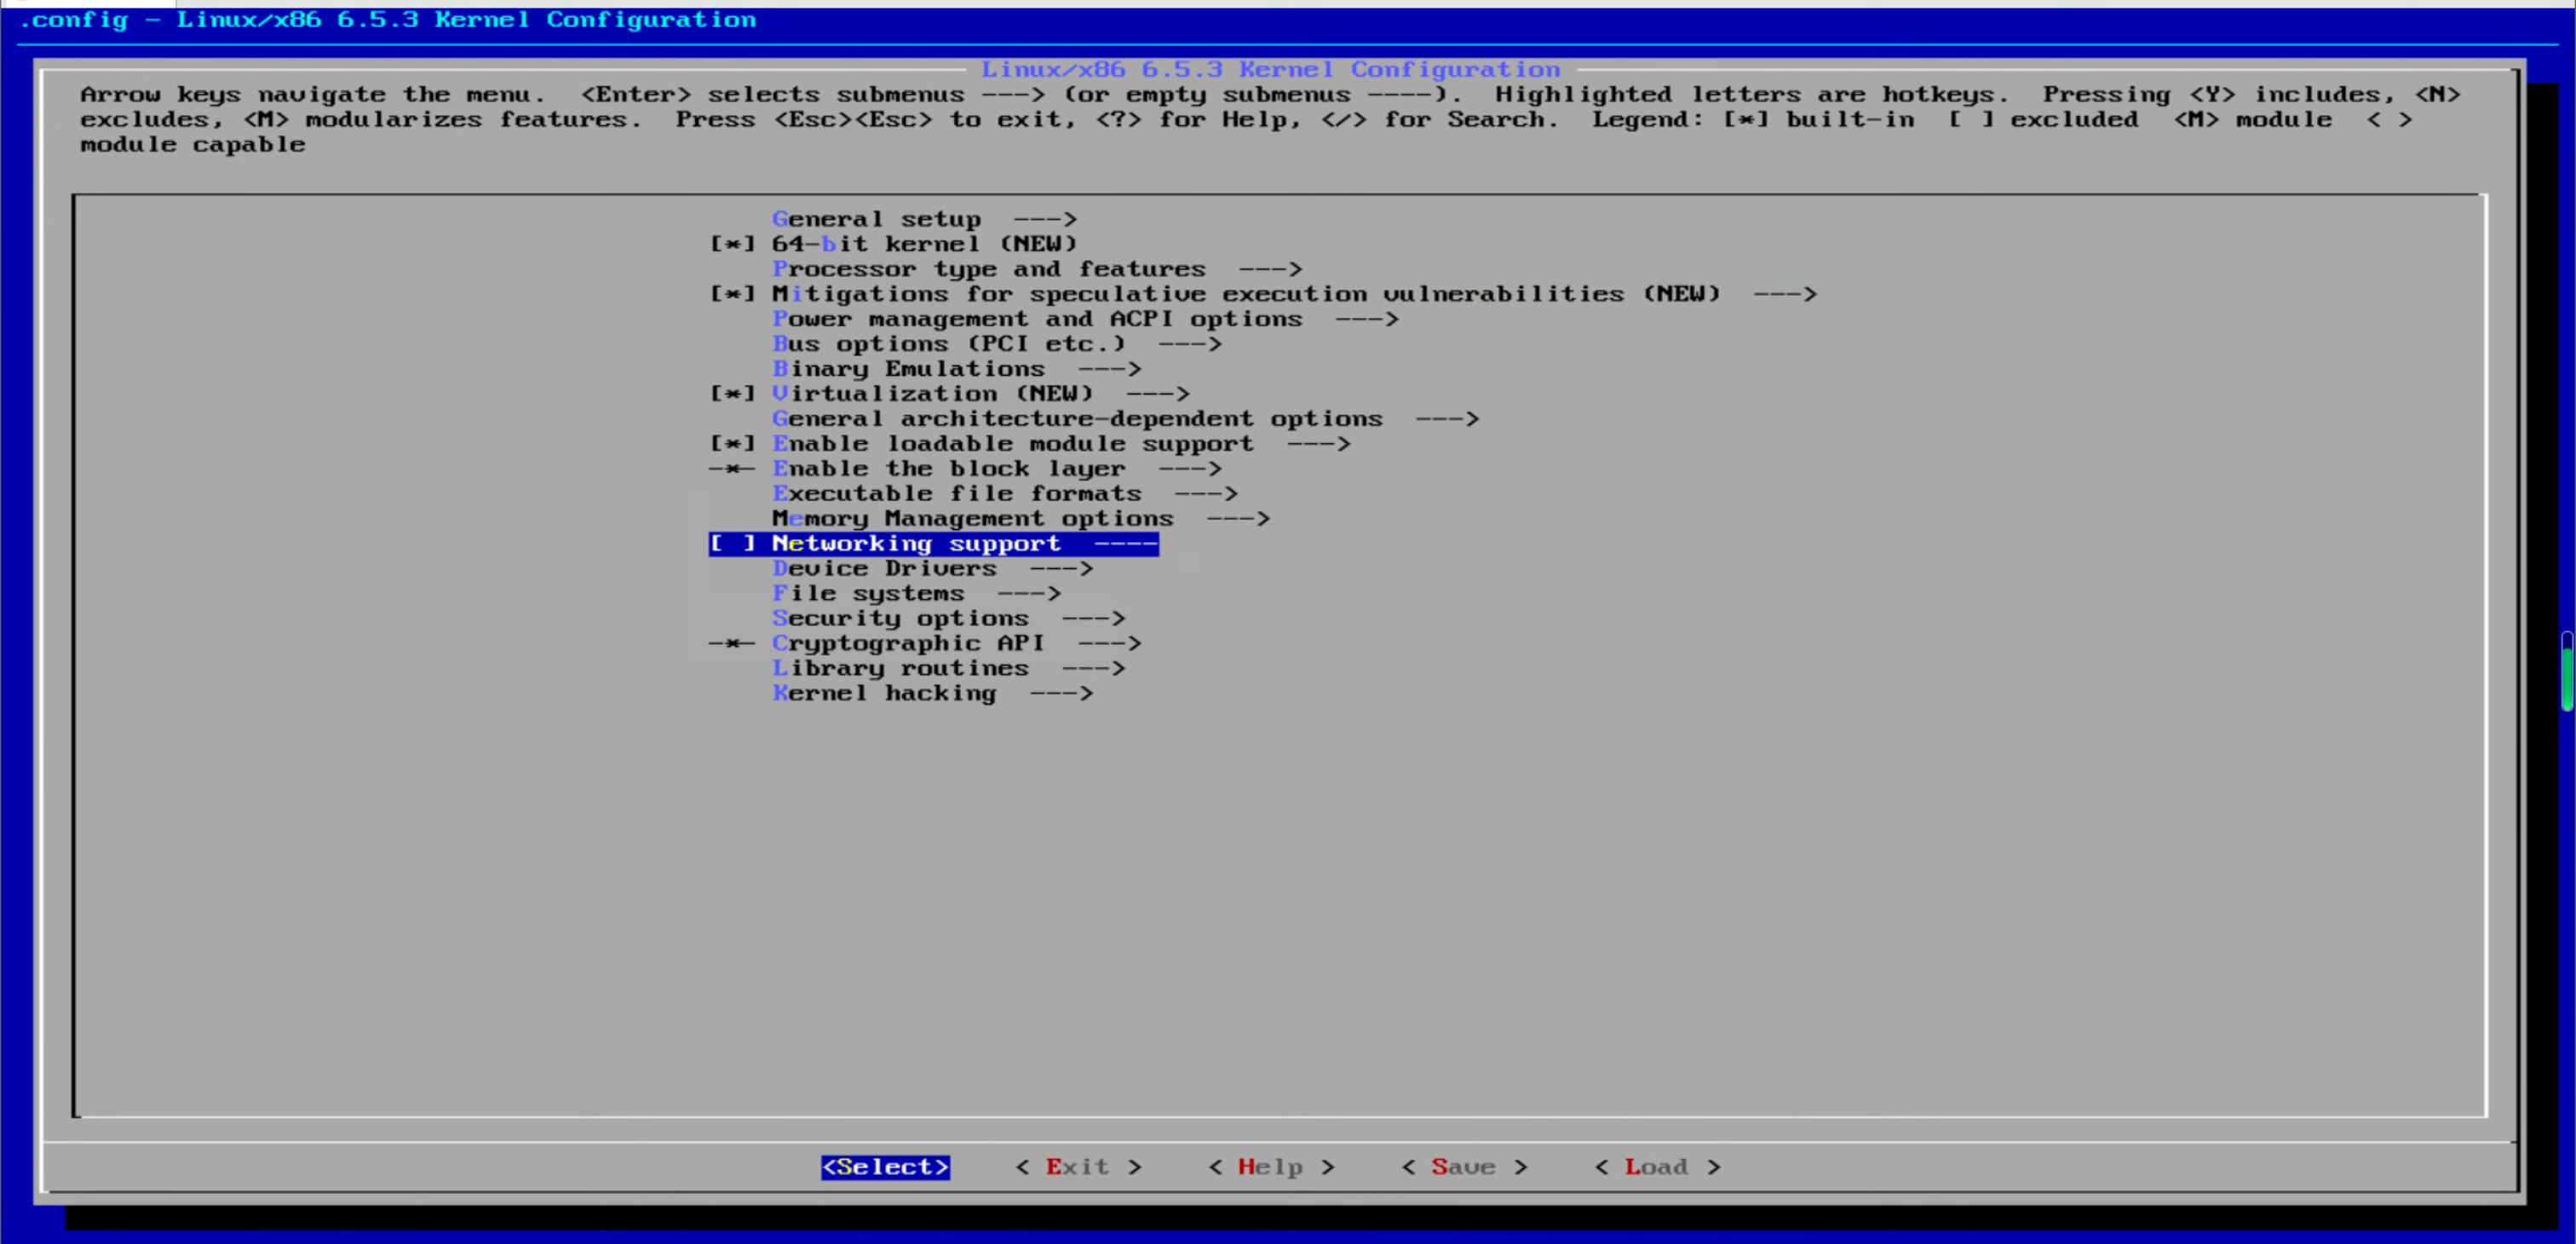 .config - Linux/x86 6.5.3 Kernel Configuration
Linux/x86 6.5.3 Kernel Configuration
Arrow keys navigate the menu.  <Enter> selects submenus ---> (or empty submenus ----).  Highlighted letters are hotkeys.  Pressing <Y> includes, <N>
excludes, <M> modularizes features.  Press <Esc><Esc> to exit, <?> for Help, </> for Search.  Legend: [*] built-in  [ ] excluded  <M> module  < >
module capable
General setup  --->
[*] 64-bit kernel (NEW)
Processor type and features  --->
[*] Mitigations for speculative execution vulnerabilities (NEW)  --->
Power management and ACPI options  --->
Bus options (PCI etc.)  --->
Binary Emulations  --->
[*] Virtualization (NEW)  --->
General architecture-dependent options  --->
[*] Enable loadable module support  --->
-*- Enable the block layer  --->
Executable file formats  --->
Memory Management options  --->
[ ] Networking support  ----
Device Drivers  --->
File systems  --->
Security options  --->
-*- Cryptographic API  --->
Library routines  --->
Kernel hacking  --->
<Select>    < Exit >    < Help >    < Save >    < Load >